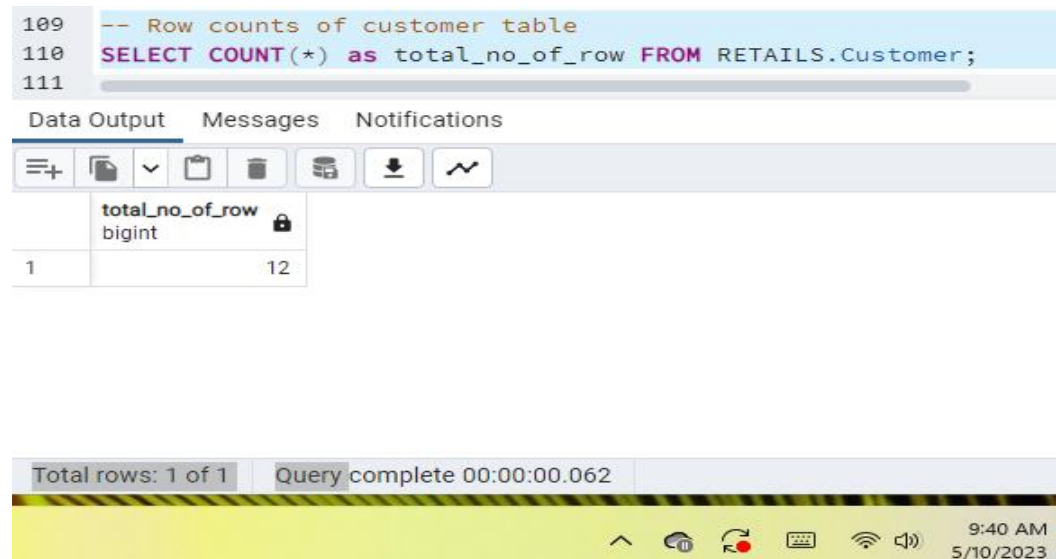 109 -- Row counts of customer table
110 SELECT COUNT(*) as total_no_of_row FROM RETAILS.Customer;
111
Data Output Messages Notifications
total_no_of_row
bigint
1 12
Total rows: 1 of 1 Query complete 00:00:00.062
9:40 AM
5/10/2023